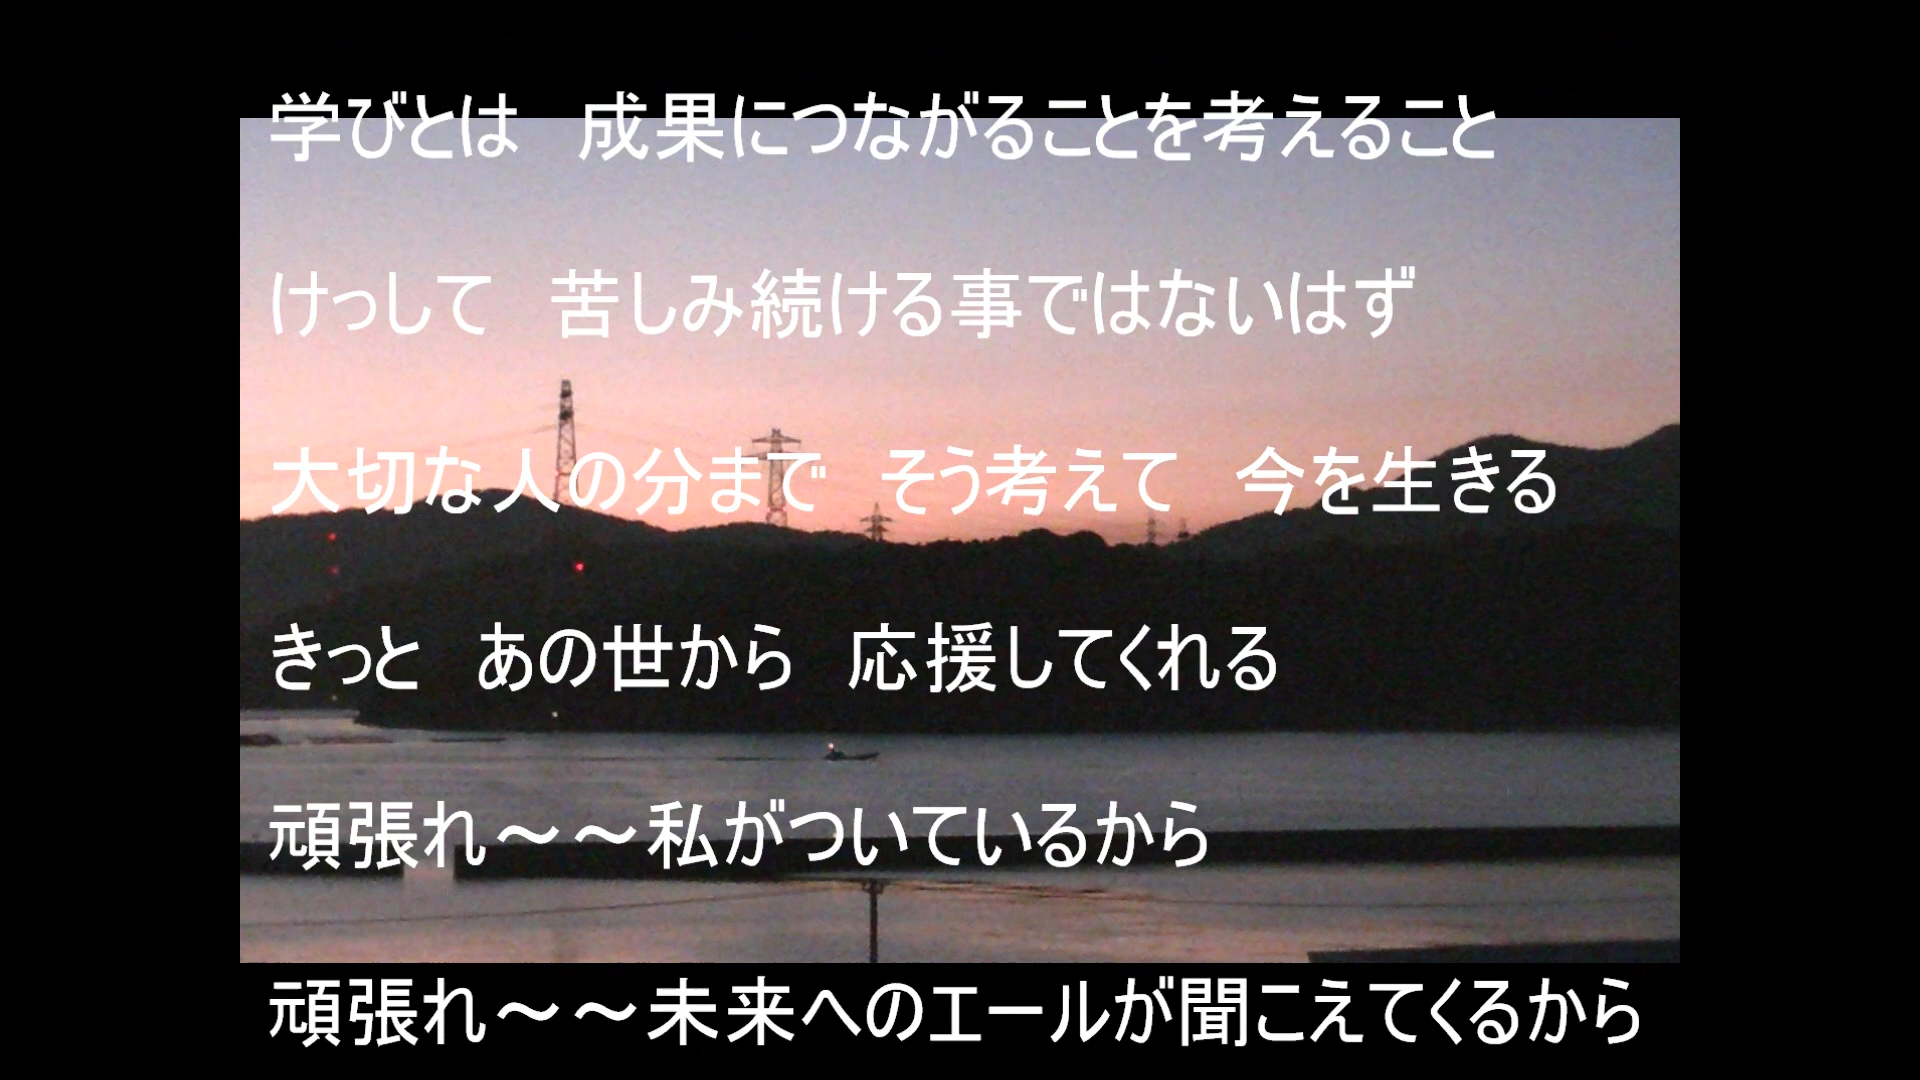 学びとは　成果につながることを考えること
けっして　苦しみ続ける事ではないはず
大切な人の分まで　そう考えて　今を生きる
きっと　あの世から　応援してくれる
頑張れ～～私がついているから
頑張れ～～未来へのエールが聞こえてくるから